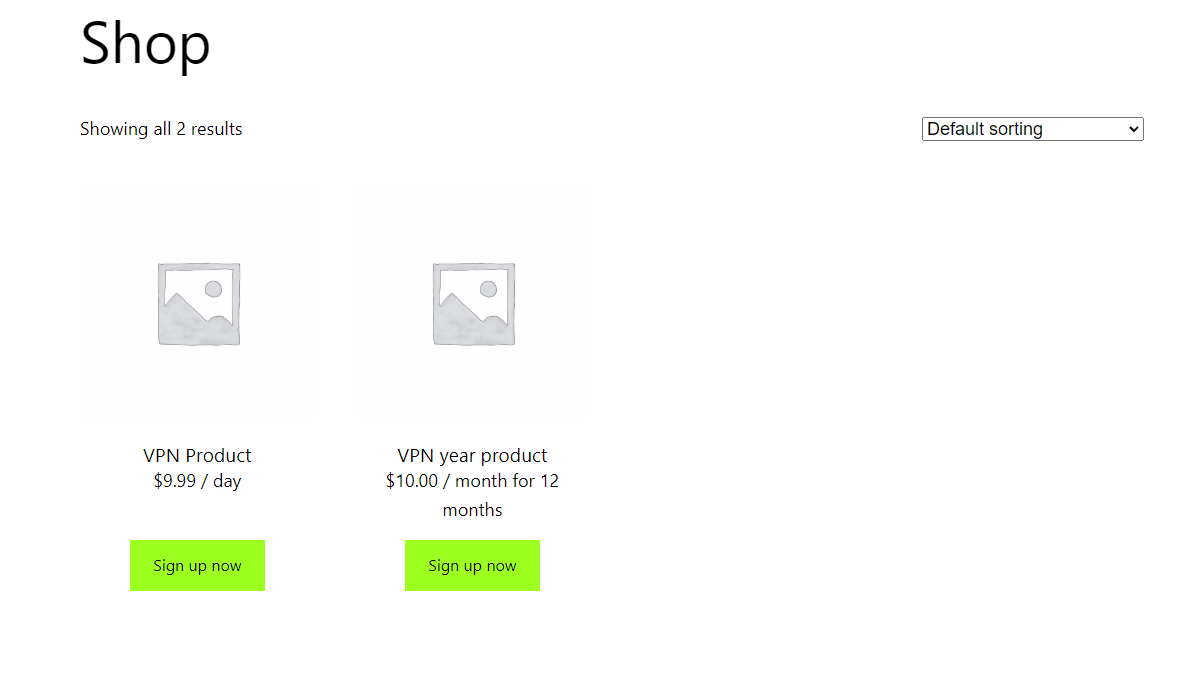 Shop
Showing all 2 results
Default sorting
VPN Product
$9.99 / day
Sign up now
VPN year product
$10.00 / month for 12
months
Sign up now